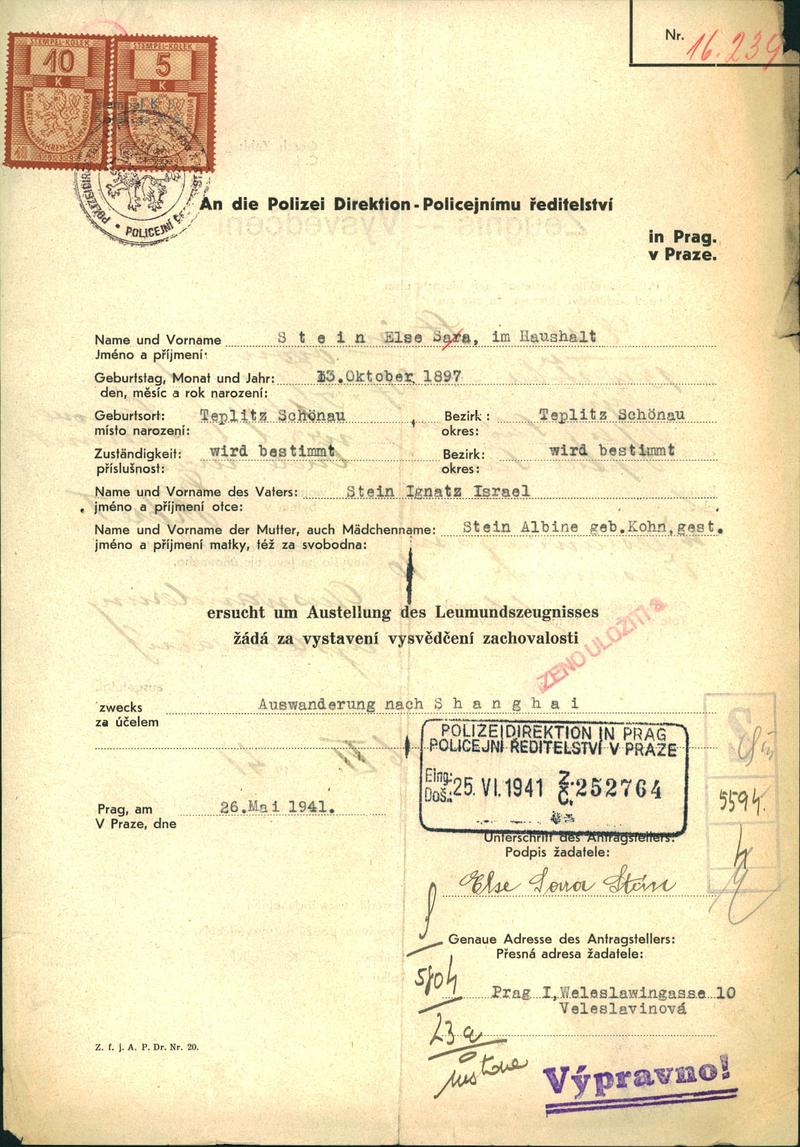 Nr. 16.239
STEMPEL-KOLEK STEMPEL-KOLEK
10 5
K K
An die Polizei Direktion - Policejnímu ředitelství
in Prag.
v Praze.
Name und Vorname S t e i n Else Sara, im Haushalt
Jméno a příjmení:
Geburtstag, Monat und Jahr: 13.Oktober 1897
den, měsíc a rok narození:
Geburtsort: Teplitz Schönau Bezirk: Teplitz Schönau
místo narození: okres:
Zuständigkeit: wird bestimmt Bezirk: wird bestimmt
příslušnost: okres:
Name und Vorname des Vaters: Stein Ignatz Israel
jméno a příjmení otce:
Name und Vorname der Mutter, auch Mädchenname: Stein Albine geb.Kohn,gest.
jméno a příjmení matky, též za svobodna:
ersucht um Austellung des Leumundszeugnisses
žádá za vystavení vysvědčení zachovalosti
zwecks Auswanderung nach S h a n g h a i
za účelem
POLIZEIDIREKTION IN PRAG
POLICEJNÍ ŘEDITELSTVÍ V PRAZE
Eing.: 25. VI. 1941 Z. 252764
Doš.: Č.
5594.
Prag, am 26.Mai 1941.
V Praze, dne
Unterschrift des Antragstellers:
Podpis žadatele:
Else Sara Stein
Genaue Adresse des Antragstellers:
Přesná adresa žadatele:
Prag I,Weleslawingasse 10
Veleslavinová
23a
Z. f. j. A. P. Dr. Nr. 20.
Výpravno!